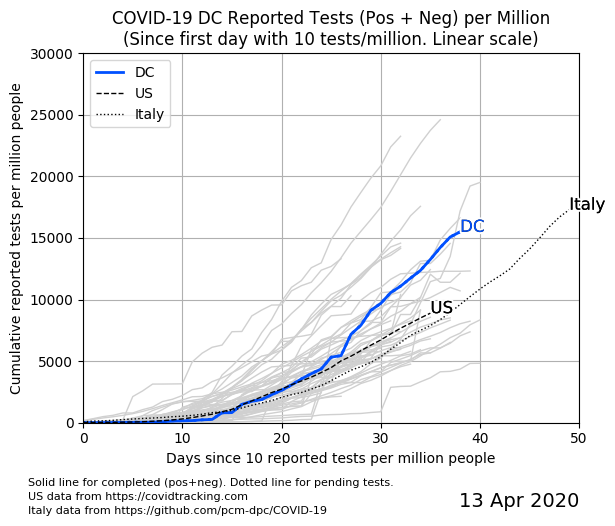 COVID-19 DC Reported Tests (Pos + Neg) per Million
(Since first day with 10 tests/million. Linear scale)
Cumulative reported tests per million people
30000
25000
20000
15000
10000
5000
0
DC
US
Italy
Italy
DC
US
0 10 20 30 40 50
Days since 10 reported tests per million people
Solid line for completed (pos+neg). Dotted line for pending tests.
US data from https://covidtracking.com
Italy data from https://github.com/pcm-dpc/COVID-19
13 Apr 2020